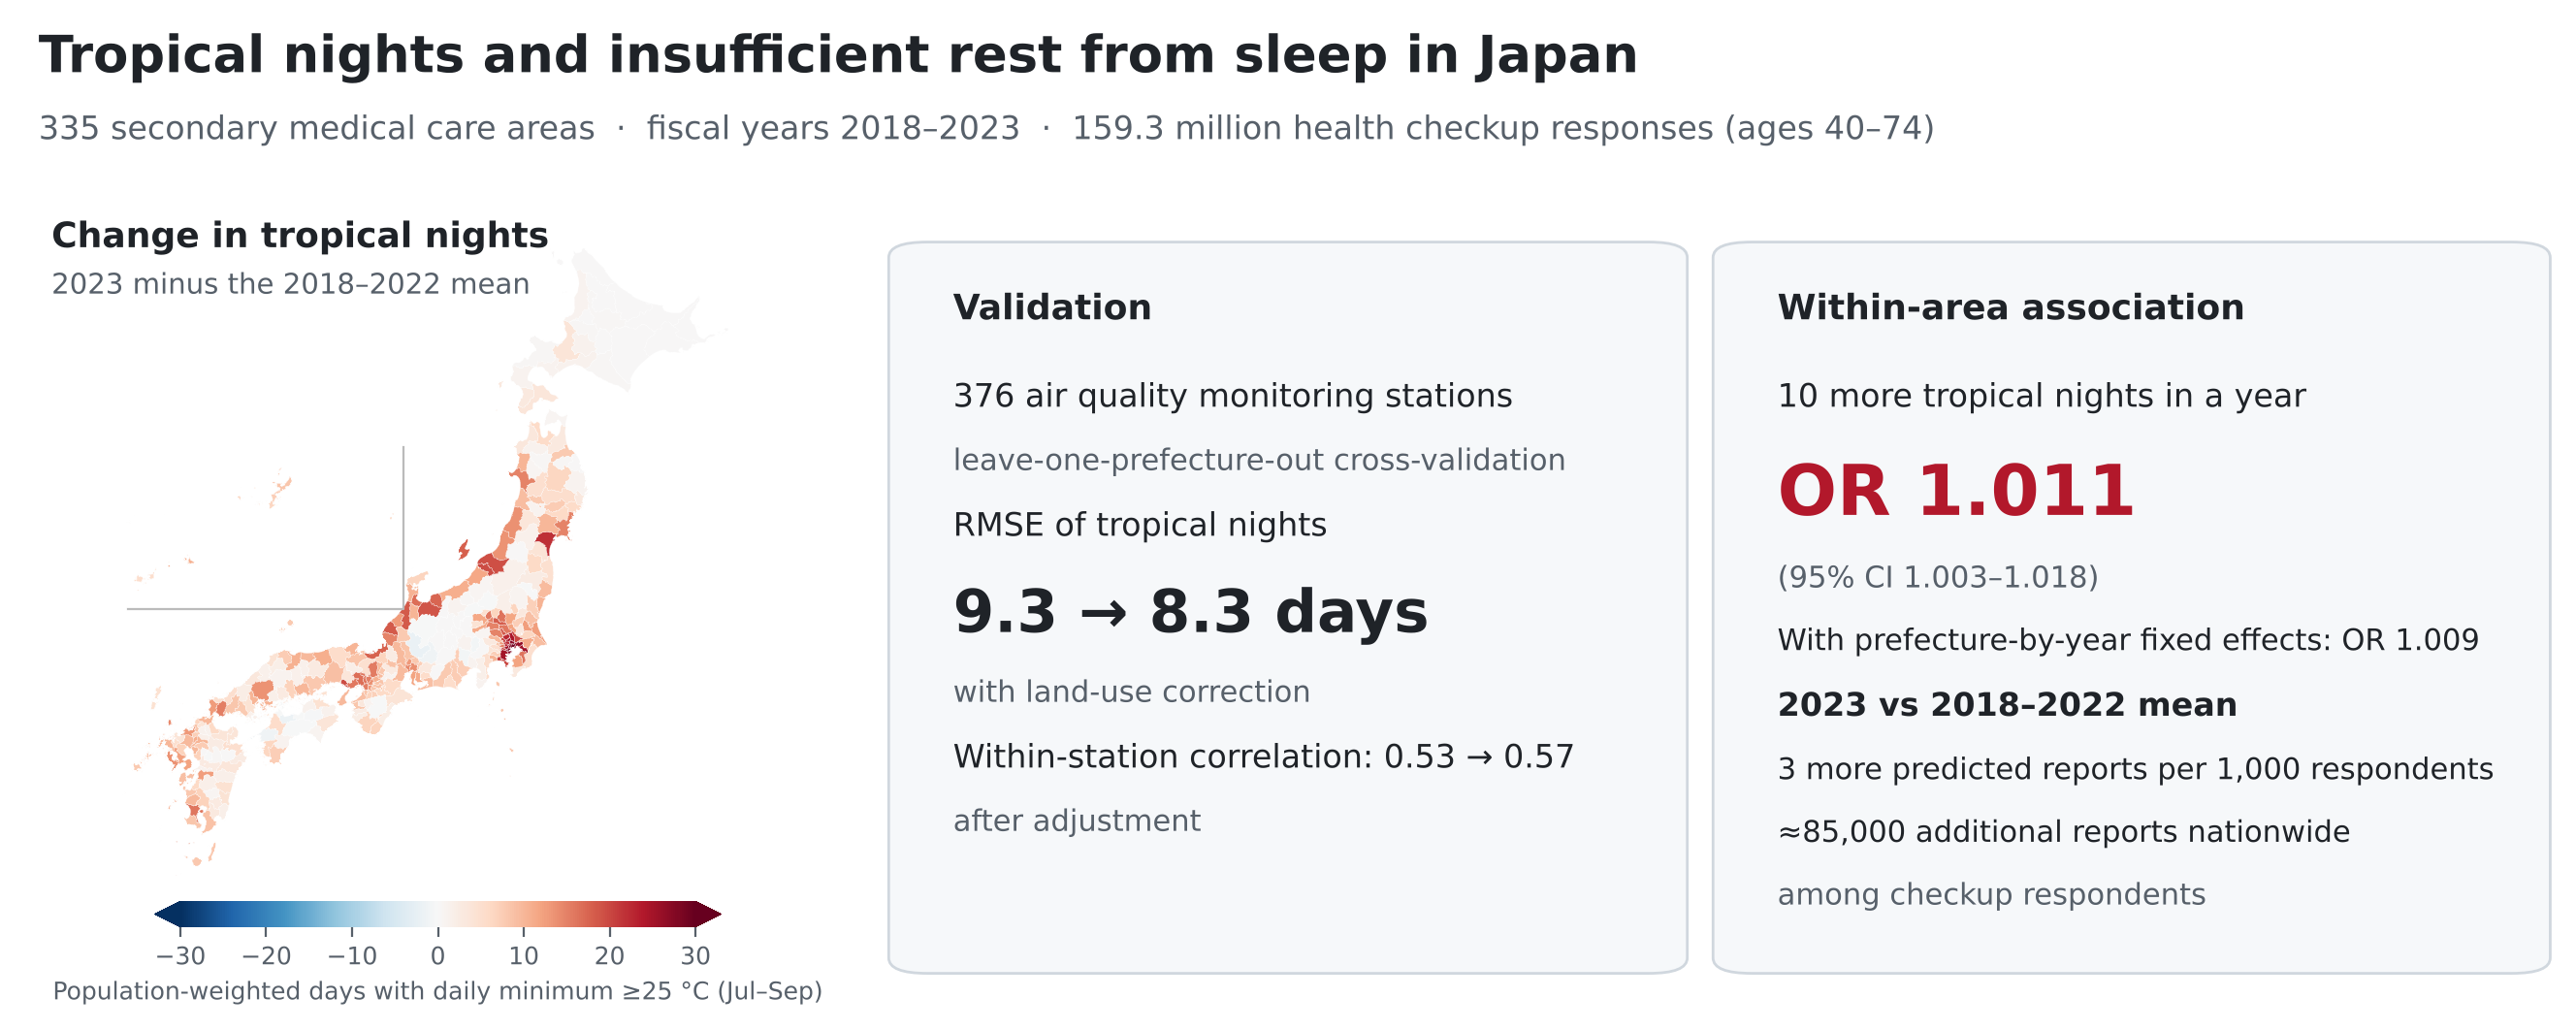 Tropical nights and insufficient rest from sleep in Japan
335 secondary medical care areas · fiscal years 2018–2023 · 159.3 million health checkup responses (ages 40–74)
Change in tropical nights
2023 minus the 2018–2022 mean
−30 −20 −10 0 10 20 30
Population-weighted days with daily minimum ≥25 °C (Jul–Sep)
Validation
376 air quality monitoring stations
leave-one-prefecture-out cross-validation
RMSE of tropical nights
9.3 → 8.3 days
with land-use correction
Within-station correlation: 0.53 → 0.57
after adjustment
Within-area association
10 more tropical nights in a year
OR 1.011
(95% CI 1.003–1.018)
With prefecture-by-year fixed effects: OR 1.009
2023 vs 2018–2022 mean
3 more predicted reports per 1,000 respondents
≈85,000 additional reports nationwide
among checkup respondents